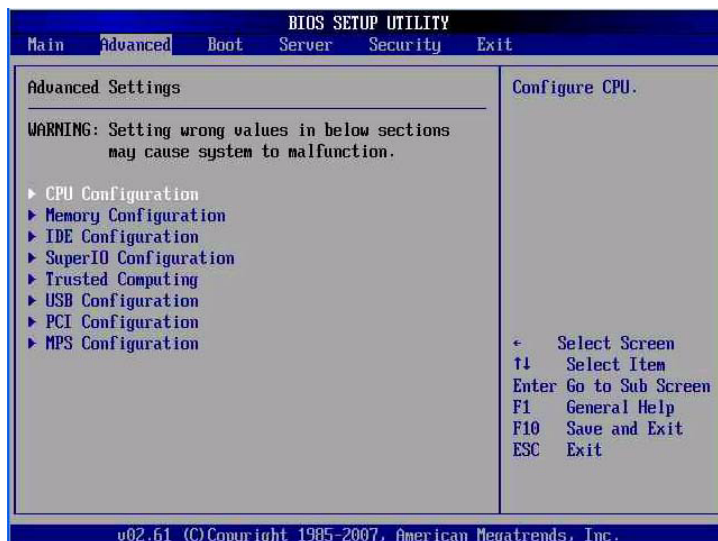 BIOS SETUP UTILITY
Main Advanced Boot Server Security Exit
Advanced Settings
WARNING: Setting wrong values in below sections
may cause system to malfunction.
▶ CPU Configuration
▶ Memory Configuration
▶ IDE Configuration
▶ SuperIO Configuration
▶ Trusted Computing
▶ USB Configuration
▶ PCI Configuration
▶ MPS Configuration
Configure CPU.
← Select Screen
↑↓ Select Item
Enter Go to Sub Screen
F1 General Help
F10 Save and Exit
ESC Exit
v02.61 (C)Copyright 1985-2007, American Megatrends, Inc.